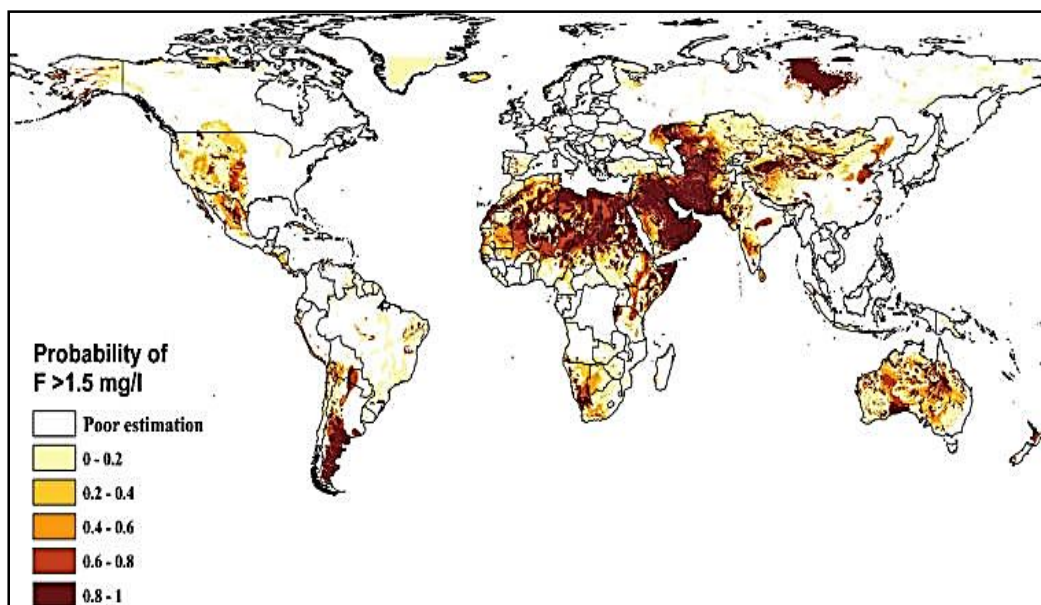 Probability of
F >1.5 mg/l
Poor estimation
0 - 0.2
0.2 - 0.4
0.4 - 0.6
0.6 - 0.8
0.8 - 1